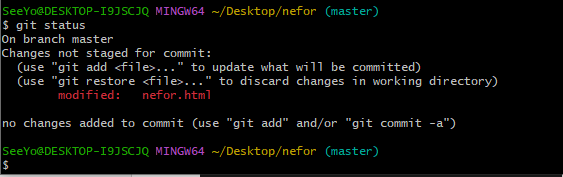 SeeYo@DESKTOP-I9JSCJQ MINGW64 ~/Desktop/nefor (master)
$ git status
On branch master
Changes not staged for commit:
  (use "git add <file>..." to update what will be committed)
  (use "git restore <file>..." to discard changes in working directory)
        modified:   nefor.html

no changes added to commit (use "git add" and/or "git commit -a")

SeeYo@DESKTOP-I9JSCJQ MINGW64 ~/Desktop/nefor (master)
$